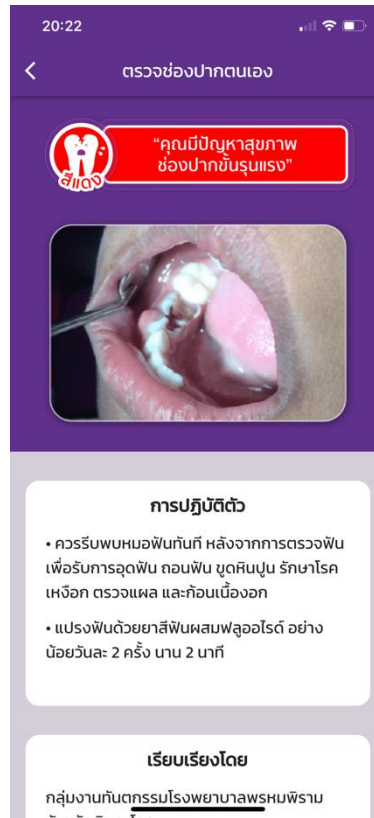 20:22
ตรวจช่องปากตนเอง
สีแดง
“คุณมีปัญหาสุขภาพ
ช่องปากขั้นรุนแรง”
การปฏิบัติตัว
• ควรรีบพบหมอฟันทันที หลังจากการตรวจฟัน
เพื่อรับการอุดฟัน ถอนฟัน ขูดหินปูน รักษาโรค
เหงือก ตรวจแผล และก้อนเนื้องอก
• แปรงฟันด้วยยาสีฟันผสมฟลูออไรด์ อย่าง
น้อยวันละ 2 ครั้ง นาน 2 นาที
เรียบเรียงโดย
กลุ่มงานทันตกรรมโรงพยาบาลพรหมพิราม